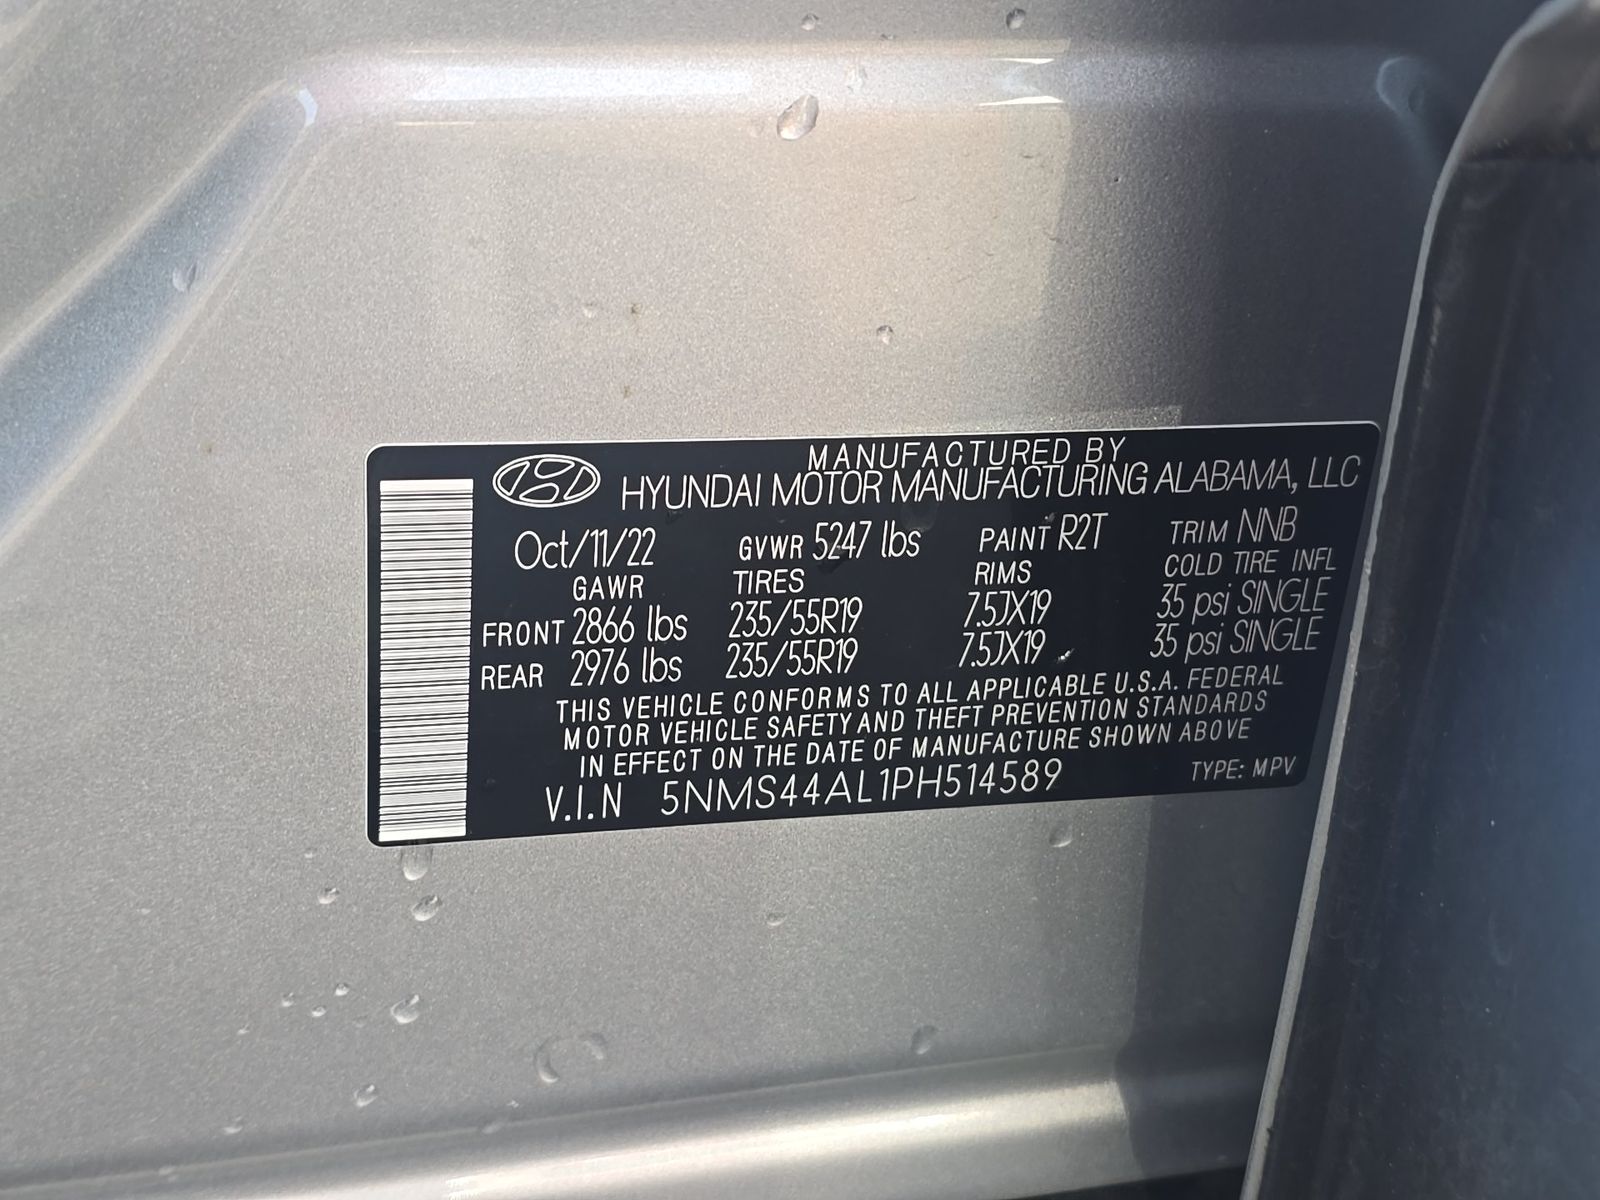 MANUFACTURED BY
HYUNDAI MOTOR MANUFACTURING ALABAMA, LLC
Oct/11/22 GVWR 5247 lbs PAINT R2T TRIM NNB
GAWR TIRES RIMS COLD TIRE INFL
FRONT 2866 lbs 235/55R19 7.5JX19 35 psi SINGLE
REAR 2976 lbs 235/55R19 7.5JX19 35 psi SINGLE
THIS VEHICLE CONFORMS TO ALL APPLICABLE U.S.A. FEDERAL
MOTOR VEHICLE SAFETY AND THEFT PREVENTION STANDARDS
IN EFFECT ON THE DATE OF MANUFACTURE SHOWN ABOVE
V.I.N 5NMS44AL1PH514589 TYPE: MPV